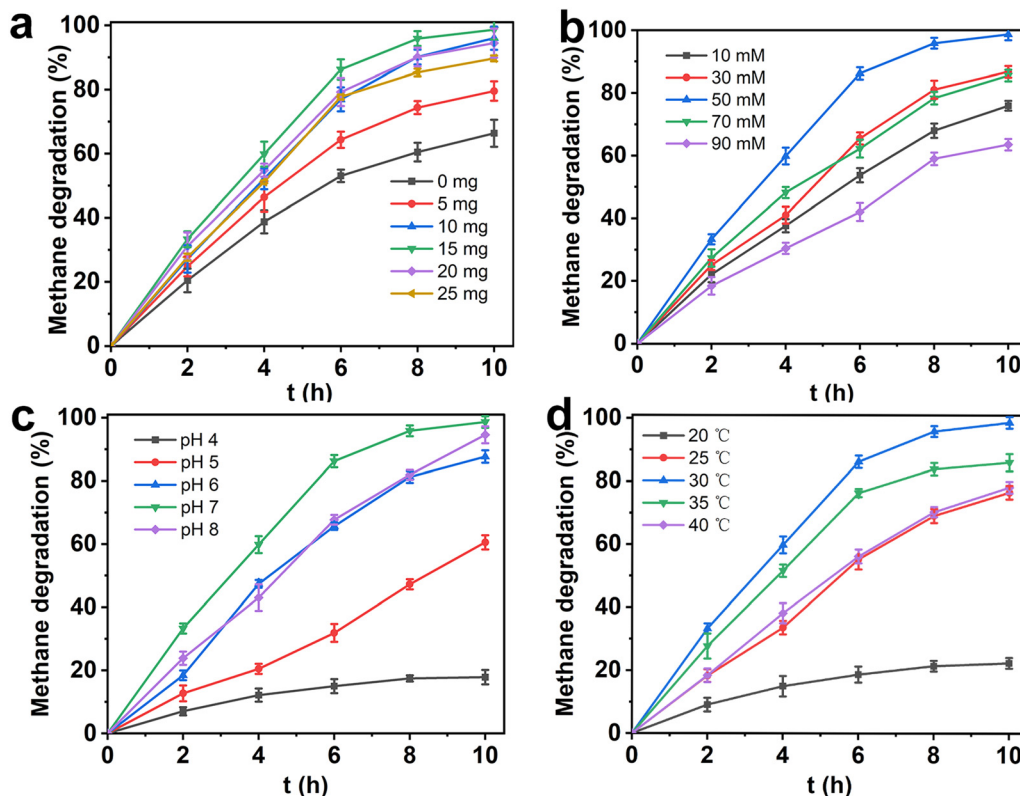 a
Methane degradation (%)
100
80
60
40
20
0
0 mg
5 mg
10 mg
15 mg
20 mg
25 mg
0 2 4 6 8 10
t (h)
b
Methane degradation (%)
100
80
60
40
20
0
10 mM
30 mM
50 mM
70 mM
90 mM
0 2 4 6 8 10
t (h)
c
Methane degradation (%)
100
80
60
40
20
0
pH 4
pH 5
pH 6
pH 7
pH 8
0 2 4 6 8 10
t (h)
d
Methane degradation (%)
100
80
60
40
20
0
20 ℃
25 ℃
30 ℃
35 ℃
40 ℃
0 2 4 6 8 10
t (h)